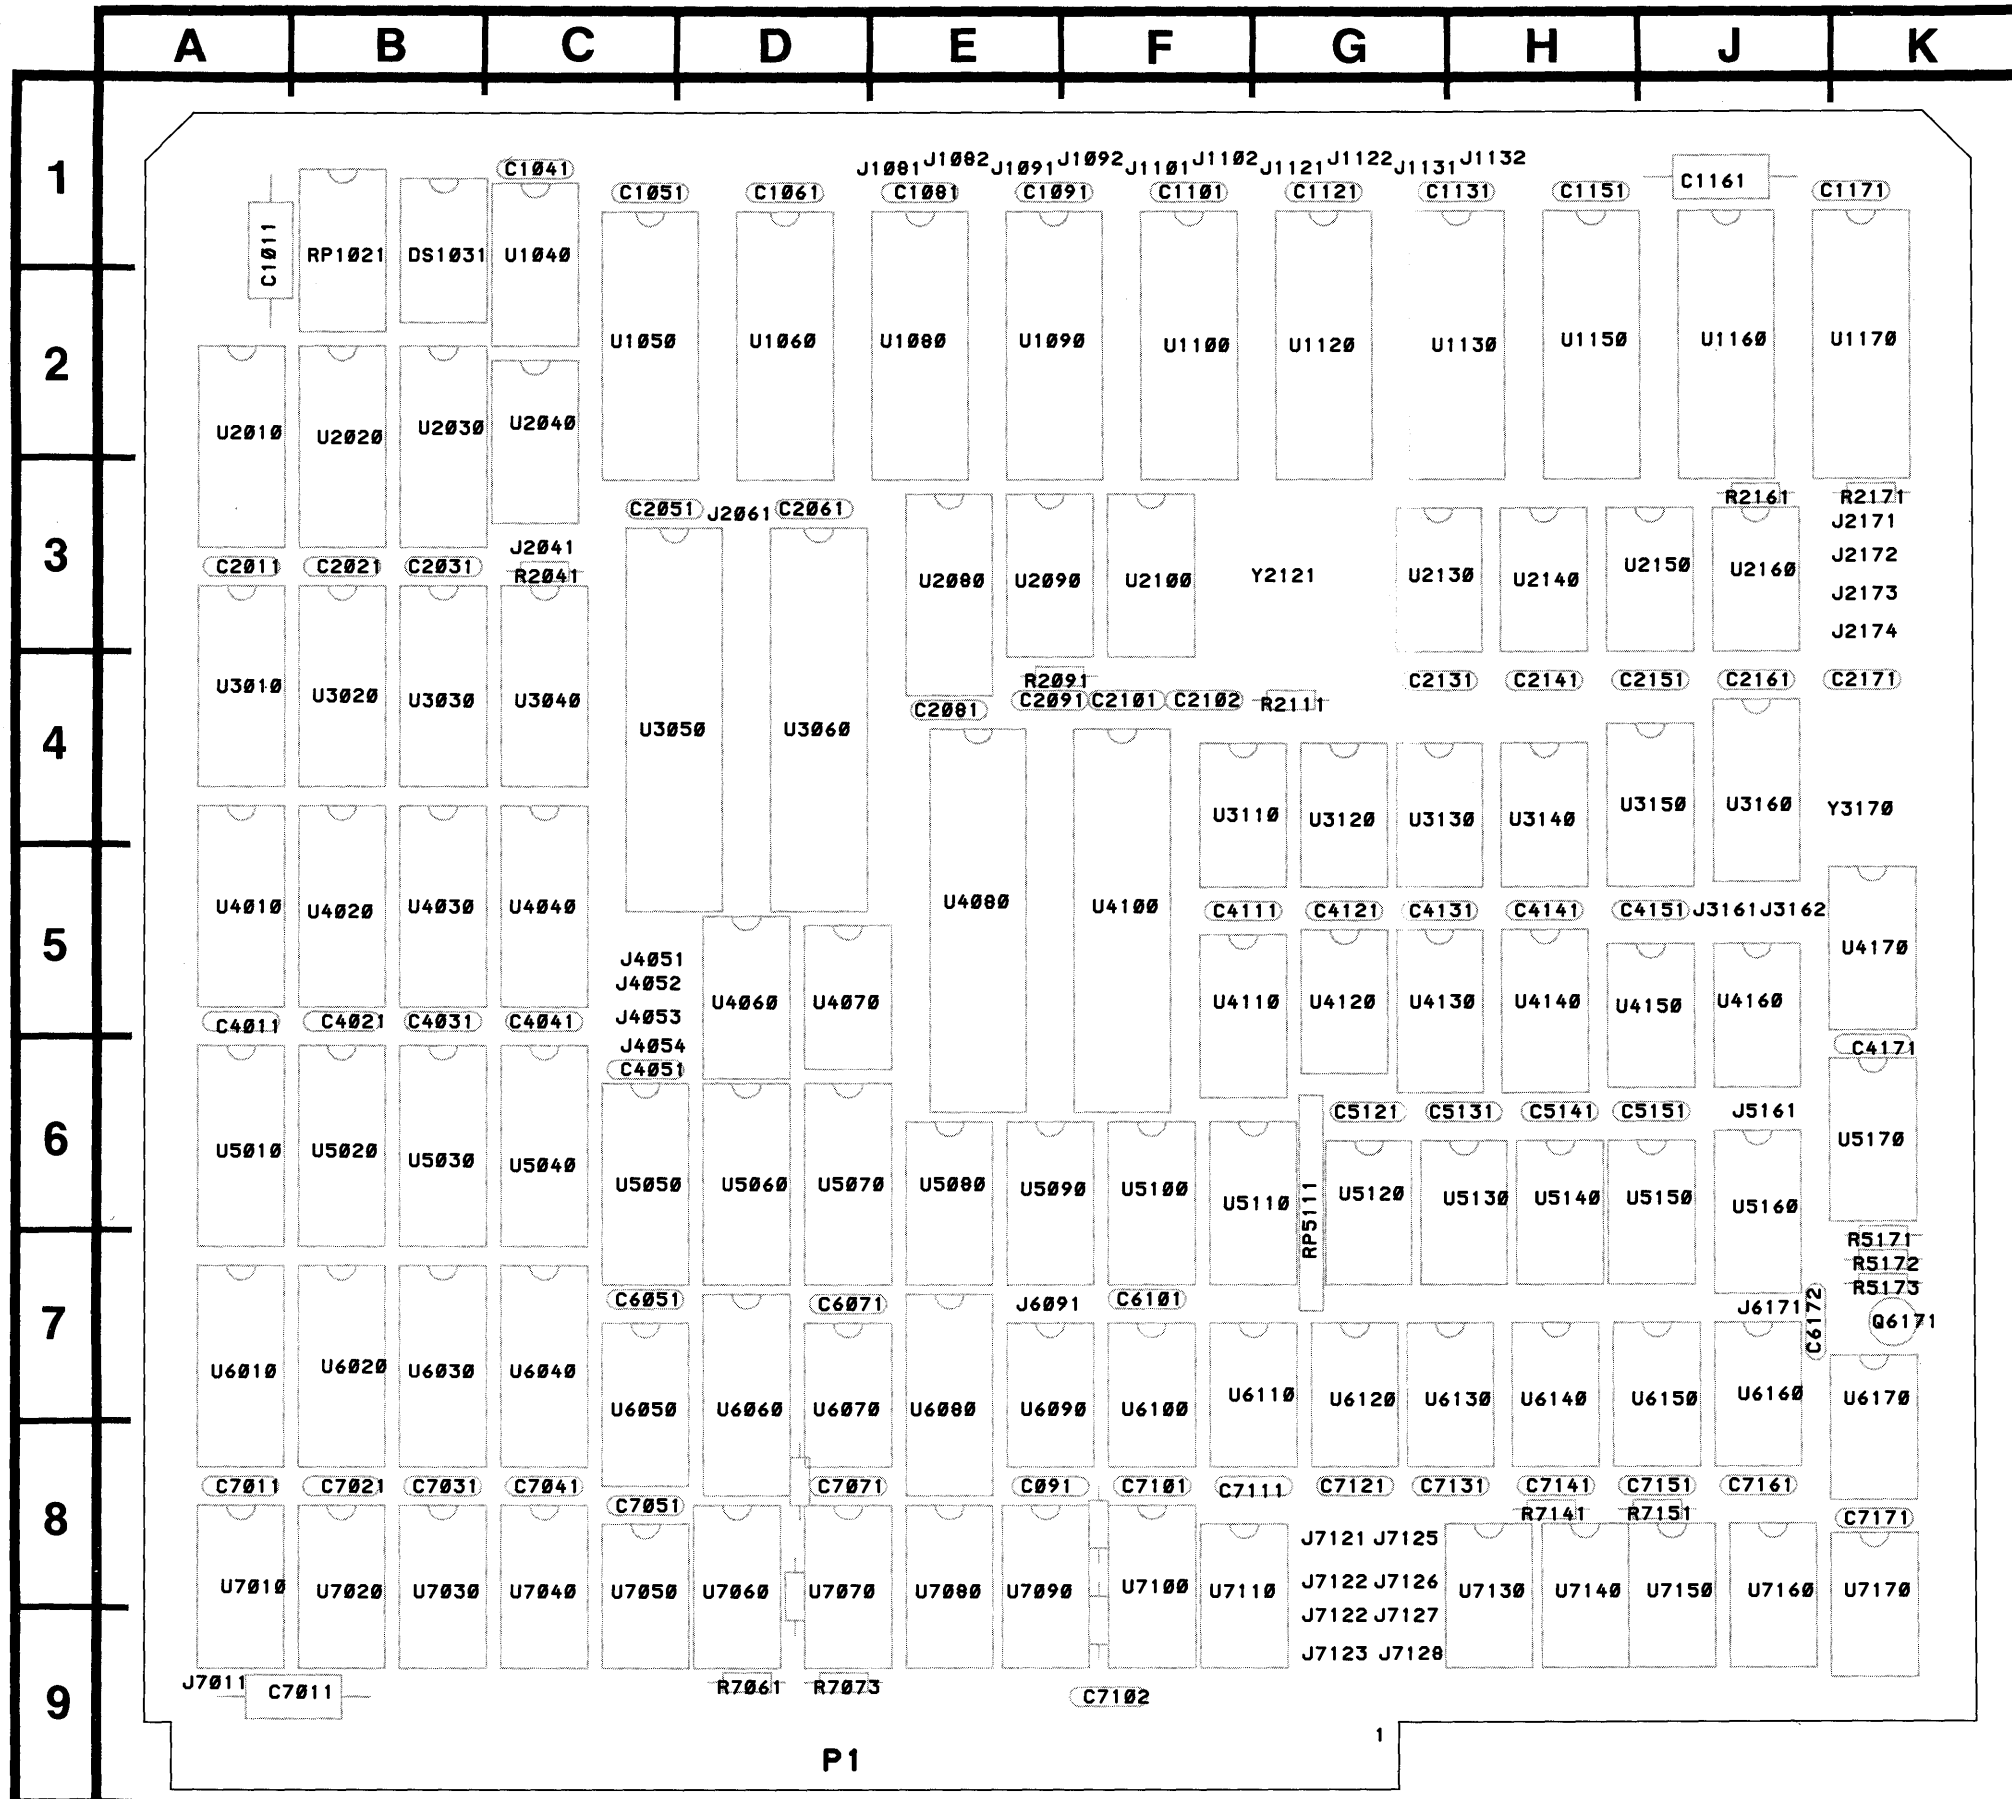 A B C D E F G H J K
1
C1041 J1081 J1082 J1091 J1092 J1101 J1102 J1121 J1122 J1131 J1132
C1051 C1061 C1081 C1091 C1101 C1121 C1131 C1151 C1161 C1171
C1011 RP1021 DS1031 U1040
2
U1050 U1060 U1080 U1090 U1100 U1120 U1130 U1150 U1160 U1170
U2010 U2020 U2030 U2040
R2161 R2171
C2051 J2061 C2061 J2171
3
J2041 J2172
C2011 C2021 C2031 R2041
U2080 U2090 U2100 Y2121 U2130 U2140 U2150 U2160
J2173
J2174
U3010 U3020 U3030 U3040
R2091 C2131 C2141 C2151 C2161 C2171
C2081 C2091 C2101 C2102 R2111
4
U3050 U3060
U3110 U3120 U3130 U3140 U3150 U3160 Y3170
U4010 U4020 U4030 U4040 U4080 U4100
C4111 C4121 C4131 C4141 C4151 J3161 J3162
5
J4051
J4052
U4060 U4070 U4110 U4120 U4130 U4140 U4150 U4160 U4170
J4053
C4011 C4021 C4031 C4041
J4054
C4051 C4171
6
C5121 C5131 C5141 C5151 J5161
U5010 U5020 U5030 U5040 U5170
U5050 U5060 U5070 U5080 U5090 U5100 U5110 RP5111 U5120 U5130 U5140 U5150 U5160
R5171
R5172
R5173
7
C6051 C6071 J6091 C6101 J6171 C6172 Q6171
U6010 U6020 U6030 U6040
U6050 U6060 U6070 U6080 U6090 U6100 U6110 U6120 U6130 U6140 U6150 U6160 U6170
C7011 C7021 C7031 C7041 C7071 C091 C7101 C7111 C7121 C7131 C7141 C7151 C7161
8
C7051 R7141 R7151 C7171
J7121 J7125
U7010 U7020 U7030 U7040 U7050 U7060 U7070 U7080 U7090 U7100 U7110 J7122 J7126 U7130 U7140 U7150 U7160 U7170
J7122 J7127
J7123 J7128
9
J7011 C7011 R7061 R7073 C7102
1
P1